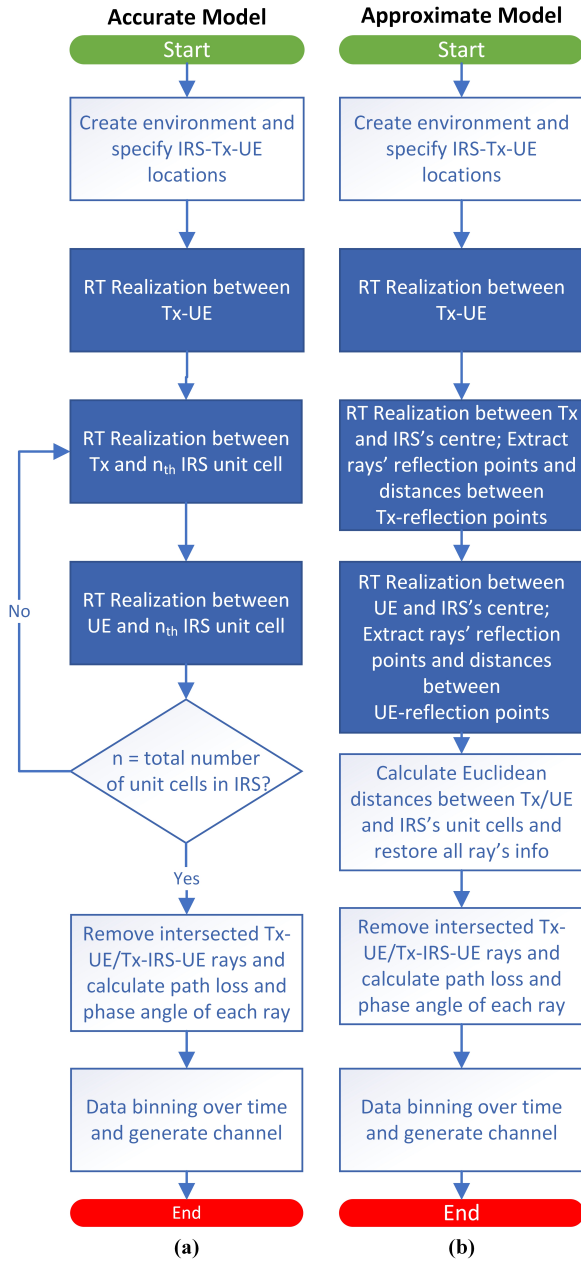 Accurate Model
Start
Create environment and
specify IRS-Tx-UE
locations
RT Realization between
Tx-UE
RT Realization between
Tx and nth IRS unit cell
RT Realization between
UE and nth IRS unit cell
No
n = total number
of unit cells in IRS?
Yes
Remove intersected Tx-
UE/Tx-IRS-UE rays and
calculate path loss and
phase angle of each ray
Data binning over time
and generate channel
End
(a)
Approximate Model
Start
Create environment and
specify IRS-Tx-UE
locations
RT Realization between
Tx-UE
RT Realization between Tx
and IRS's centre; Extract
rays' reflection points and
distances between
Tx-reflection points
RT Realization between
UE and IRS's centre;
Extract rays' reflection
points and distances
between
UE-reflection points
Calculate Euclidean
distances between Tx/UE
and IRS's unit cells and
restore all ray's info
Remove intersected Tx-
UE/Tx-IRS-UE rays and
calculate path loss and
phase angle of each ray
Data binning over time
and generate channel
End
(b)